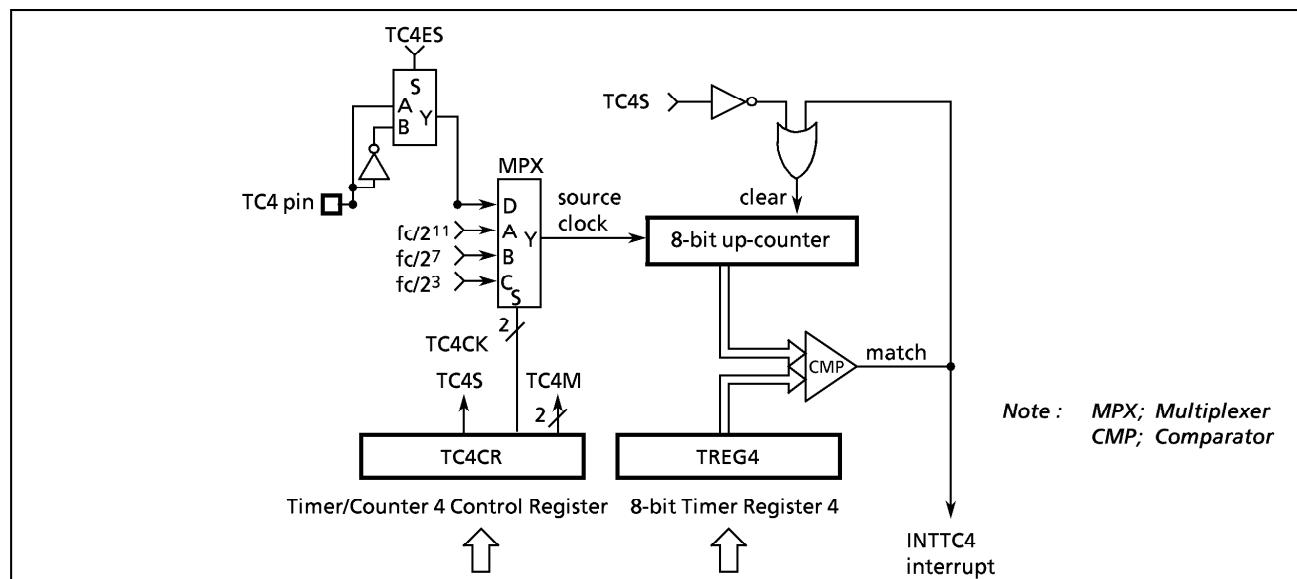 TC4ES
S
A
Y
B
TC4 pin
MPX
D
fc/2¹¹
A
Y
fc/2⁷
B
fc/2³
C
S
source
clock
TC4S
clear
8-bit up-counter
2
TC4CK
TC4S
TC4M
2
CMP
match
TC4CR
TREG4
Timer/Counter 4 Control Register
8-bit Timer Register 4
INTTC4
interrupt
Note : MPX; Multiplexer
CMP; Comparator